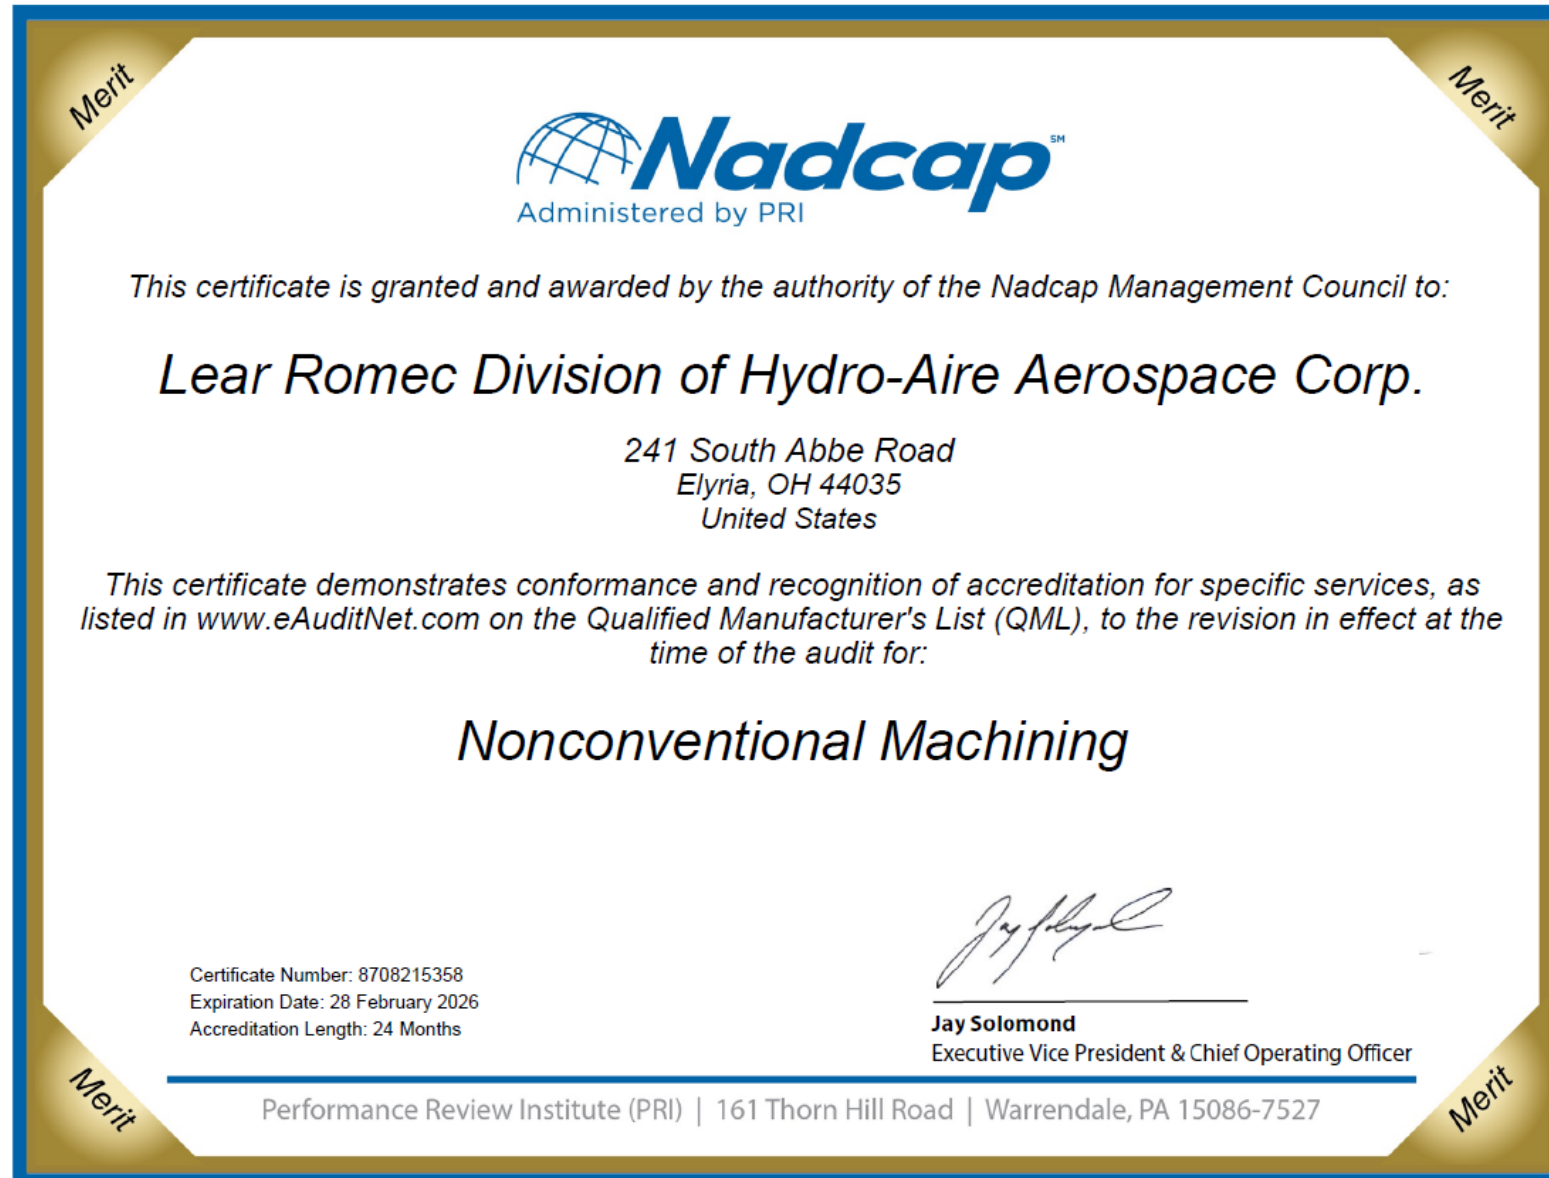 Merit
Merit
Nadcap SM
Administered by PRI
This certificate is granted and awarded by the authority of the Nadcap Management Council to:
Lear Romec Division of Hydro-Aire Aerospace Corp.
241 South Abbe Road
Elyria, OH 44035
United States
This certificate demonstrates conformance and recognition of accreditation for specific services, as
listed in www.eAuditNet.com on the Qualified Manufacturer's List (QML), to the revision in effect at the
time of the audit for:
Nonconventional Machining
Certificate Number: 8708215358
Expiration Date: 28 February 2026
Accreditation Length: 24 Months
Jay Solomond
Executive Vice President & Chief Operating Officer
Merit
Merit
Performance Review Institute (PRI) | 161 Thorn Hill Road | Warrendale, PA 15086-7527